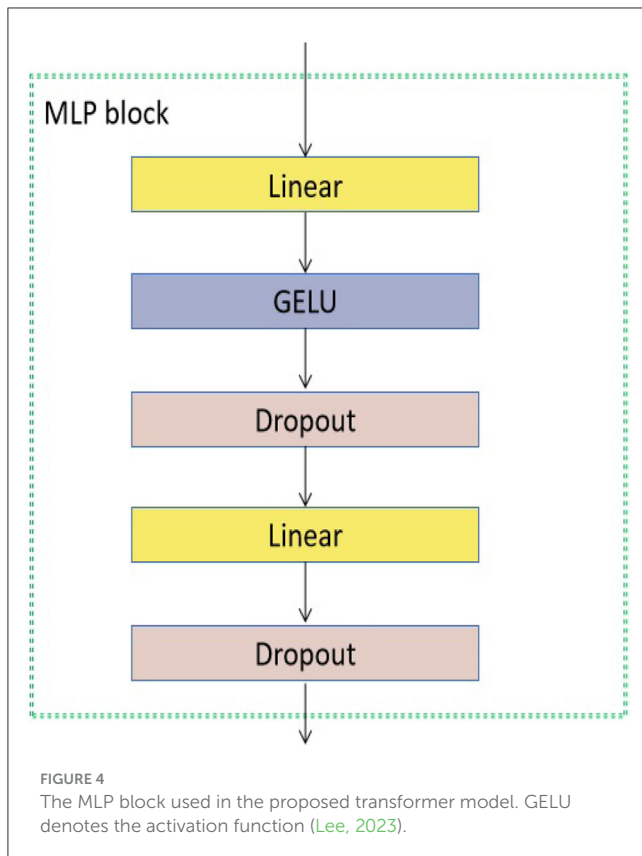 MLP block
Linear
GELU
Dropout
Linear
Dropout
FIGURE 4
The MLP block used in the proposed transformer model. GELU
denotes the activation function (Lee, 2023).